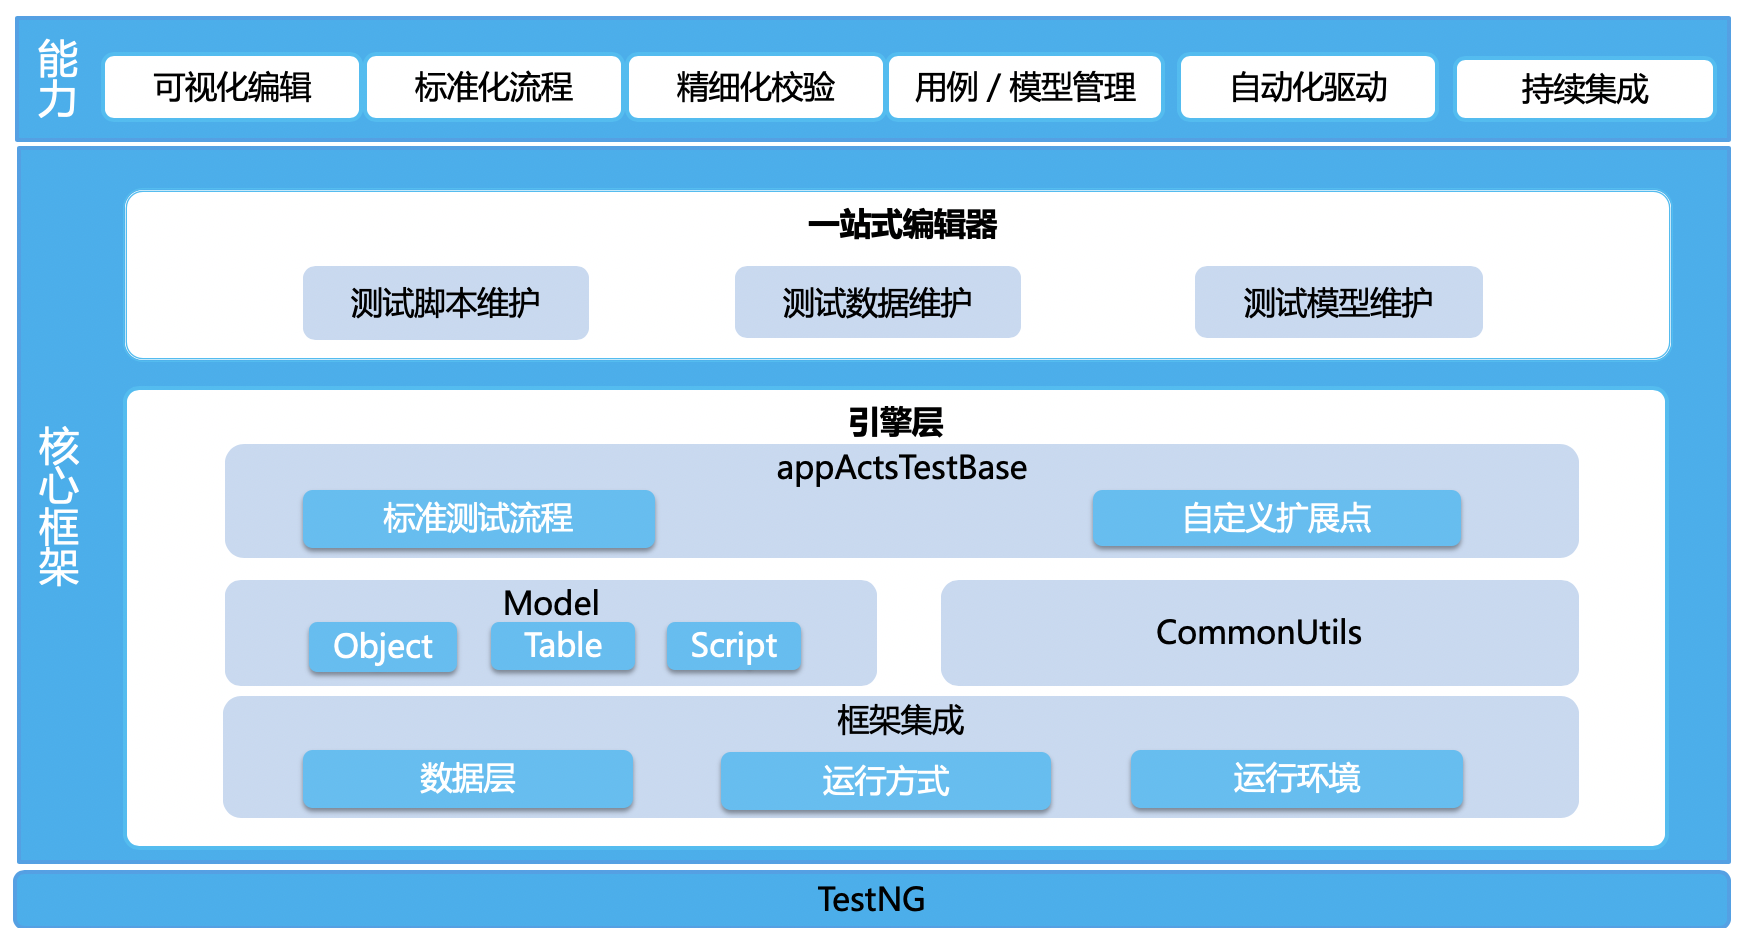 能力
可视化编辑
标准化流程
精细化校验
用例 / 模型管理
自动化驱动
持续集成
核心框架
一站式编辑器
测试脚本维护
测试数据维护
测试模型维护
引擎层
appActsTestBase
标准测试流程
自定义扩展点
Model
Object
Table
Script
CommonUtils
框架集成
数据层
运行方式
运行环境
TestNG